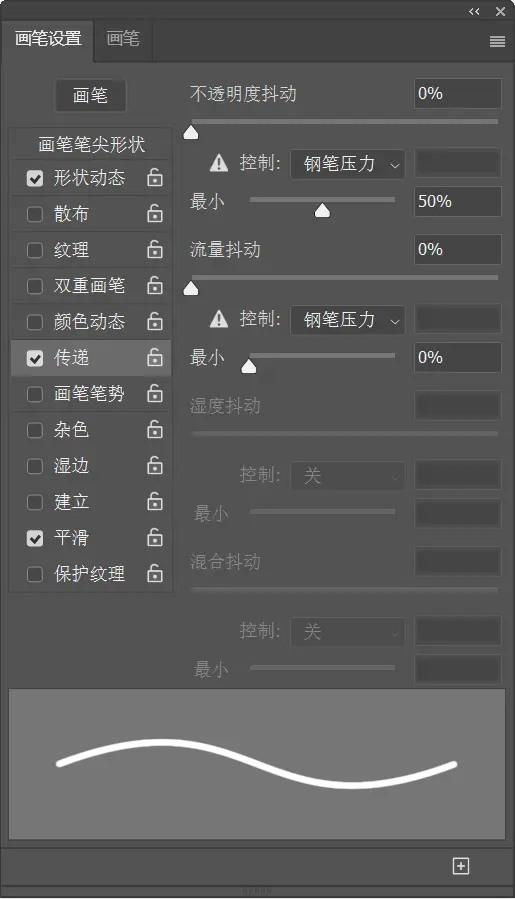 画笔设置 画笔
画笔 不透明度抖动 0%
画笔笔尖形状
控制: 钢笔压力
形状动态
散布 最小 50%
纹理 流量抖动 0%
双重画笔
颜色动态 控制: 钢笔压力
传递 最小 0%
画笔笔势
杂色 湿度抖动
湿边 控制: 关
建立 最小
平滑
保护纹理 混合抖动
控制: 关
最小